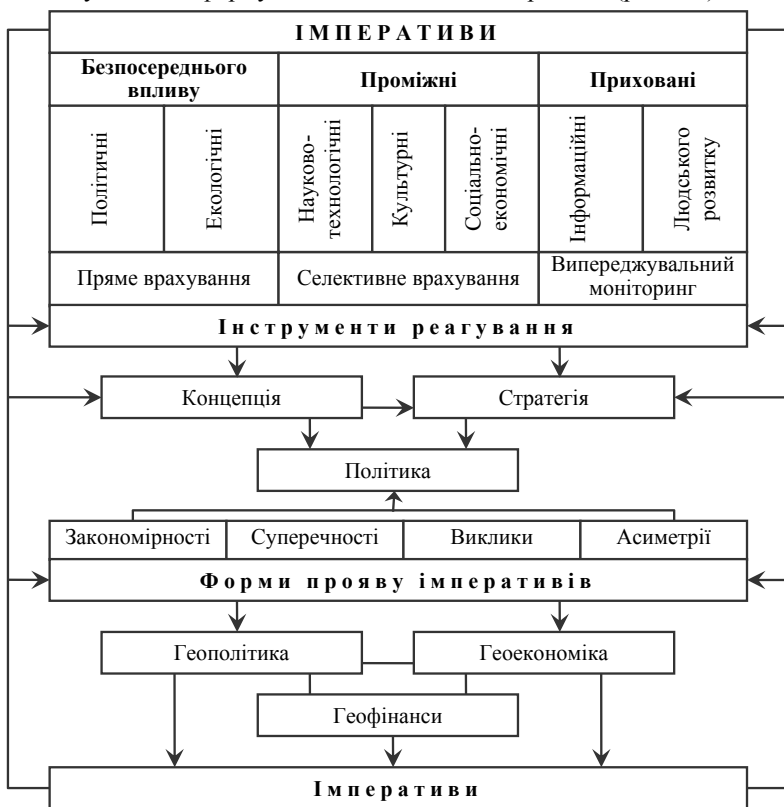 ІМПЕРАТИВИ
Безпосереднього
впливу
Проміжні
Приховані
Політичні
Екологічні
Науково-
технологічні
Культурні
Соціально-
економічні
Інформаційні
Людського
розвитку
Пряме врахування
Селективне врахування
Випереджувальний
моніторинг
Інструменти реагування
Концепція
Стратегія
Політика
Закономірності
Суперечності
Виклики
Асиметрії
Форми прояву імперативів
Геополітика
Геоекономіка
Геофінанси
Імперативи